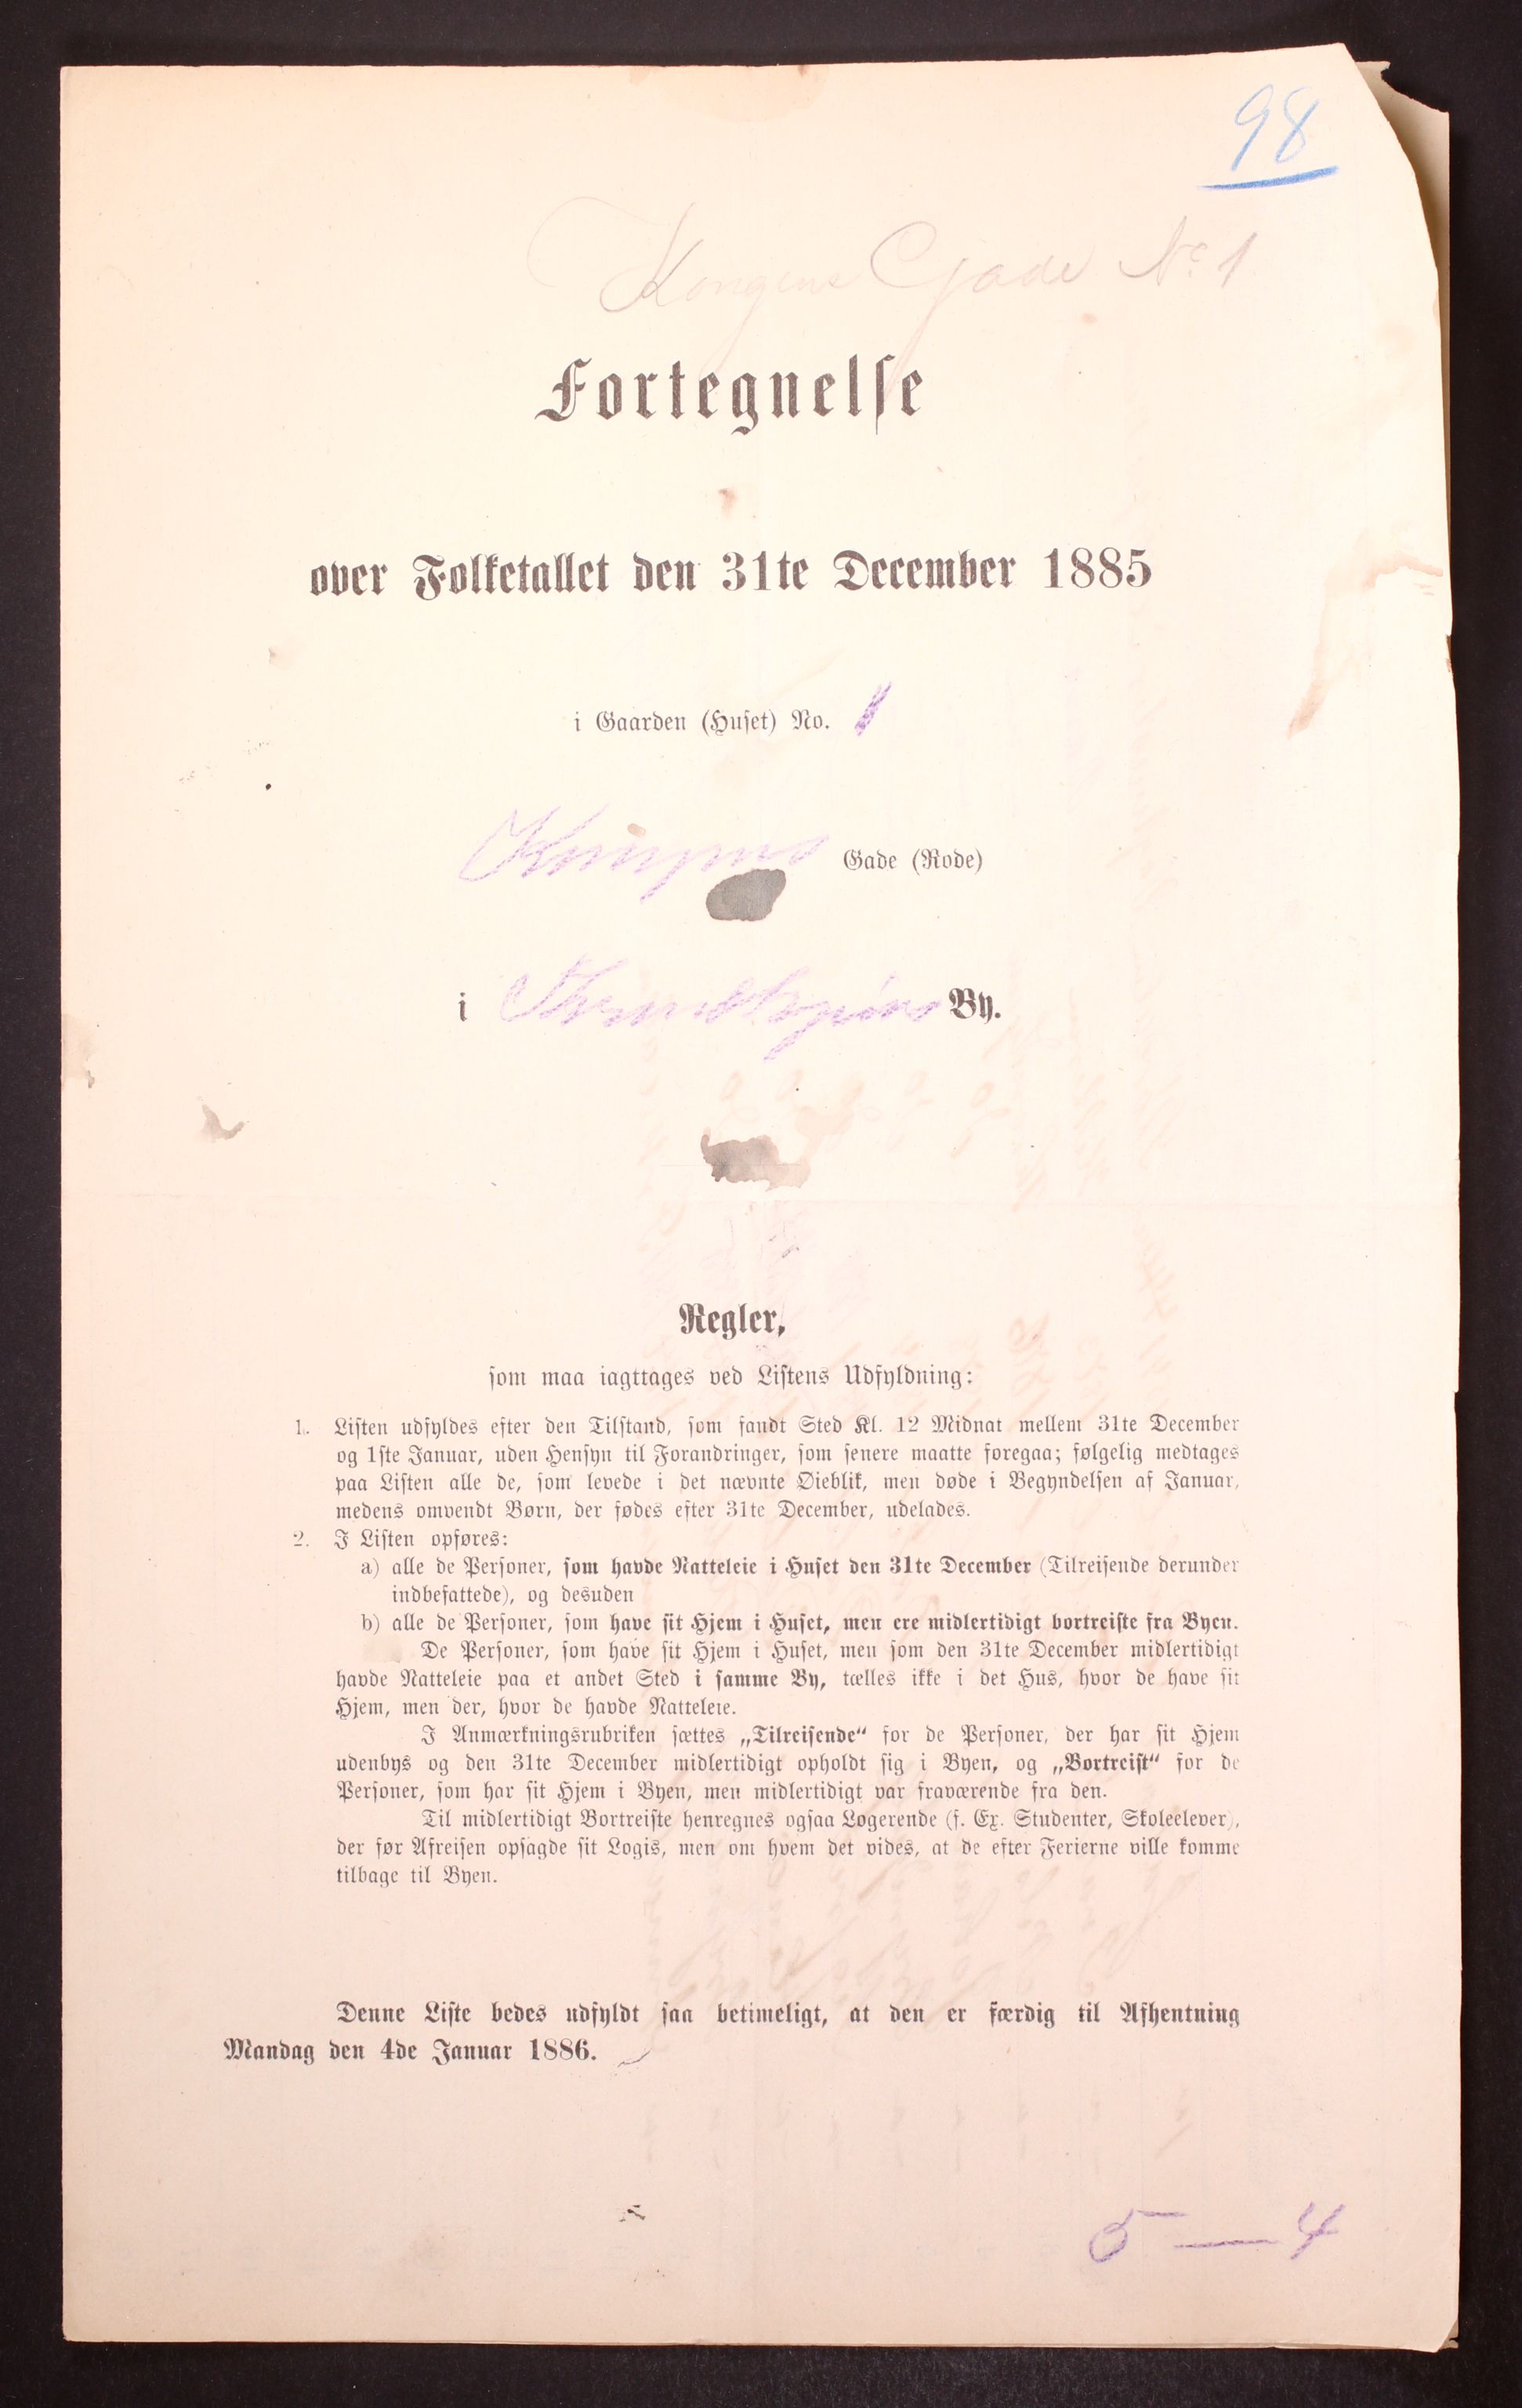 98
Kongens Gade No 1
Fortegnelse
over Folketallet den 31te December 1885
i Gaarden (Huset) No. 1
Kongens Gade (Rode)
i By.
Regler,
som maa iagttages ved Listens Udfyldning:
1. Listen udfyldes efter den Tilstand, som fandt Sted Kl. 12 Midnat mellem 31te December
og 1ste Januar, uden Hensyn til Forandringer, som senere maatte foregaa; følgelig medtages
paa Listen alle de, som levede i det nævnte Øieblik, men døde i Begyndelsen af Januar,
medens omvendt Børn, der fødes efter 31te December, udelades.
2. I Listen opføres:
a) alle de Personer, som havde Natteleie i Huset den 31te December (Tilreisende derunder
indbefattede), og desuden
b) alle de Personer, som have sit Hjem i Huset, men ere midlertidigt bortreiste fra Byen.
De Personer, som have sit Hjem i Huset, men som den 31te December midlertidigt
havde Natteleie paa et andet Sted i samme By, tælles ikke i det Hus, hvor de have sit
Hjem, men der, hvor de havde Natteleie.
I Anmærkningsrubriken sættes „Tilreisende“ for de Personer, der har sit Hjem
udenbys og den 31te December midlertidigt opholdt sig i Byen, og „Bortreist“ for de
Personer, som har sit Hjem i Byen, men midlertidigt var fraværende fra den.
Til midlertidigt Bortreiste henregnes ogsaa Logerende (f. Ex. Studenter, Skoleelever),
der før Afreisen opsagde sit Logis, men om hvem det vides, at de efter Ferierne ville komme
tilbage til Byen.
Denne Liste bedes udfyldt saa betimeligt, at den er færdig til Afhentning
Mandag den 4de Januar 1886.
5 — 4